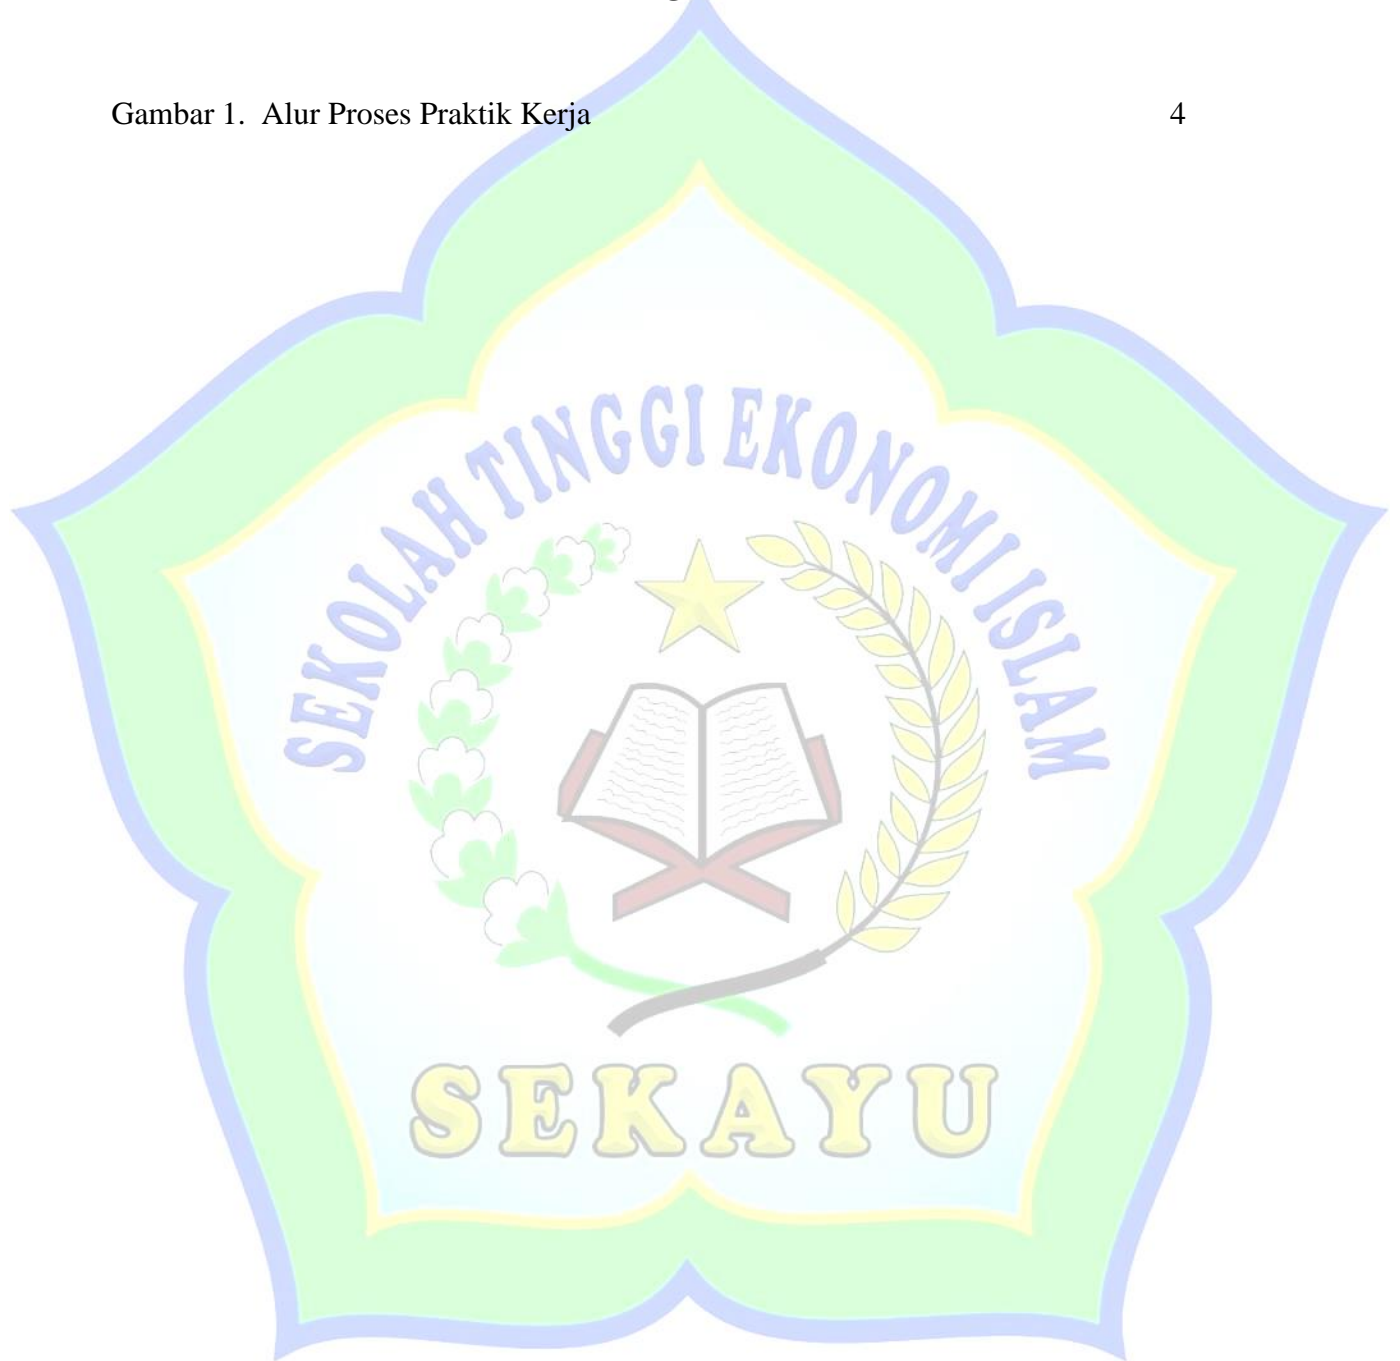 Gambar 1. Alur Proses Praktik Kerja 4
SEKOLAH TINGGI EKONOMI ISLAM
SEKAYU